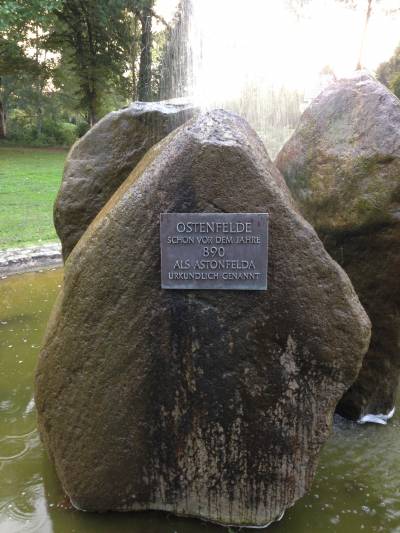 OSTENFELDE
SCHON VOR DEM JAHRE
890
ALS ASTONFELDA
URKUNDLICH GENANNT